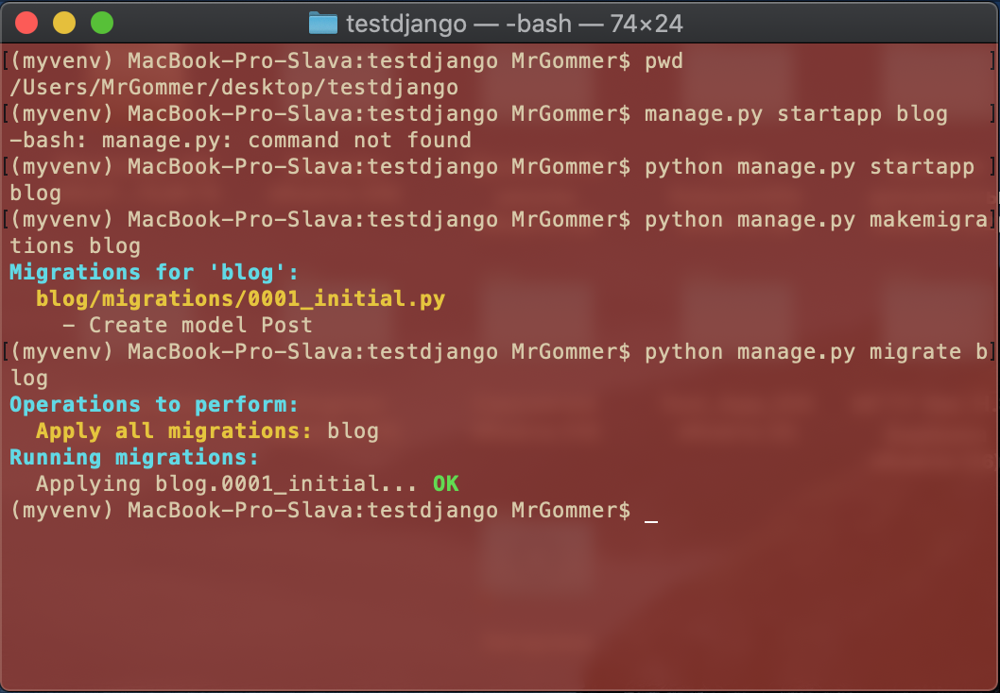 testdjango — -bash — 74×24
[(myvenv) MacBook-Pro-Slava:testdjango MrGommer$ pwd ]
/Users/MrGommer/desktop/testdjango
[(myvenv) MacBook-Pro-Slava:testdjango MrGommer$ manage.py startapp blog ]
-bash: manage.py: command not found
[(myvenv) MacBook-Pro-Slava:testdjango MrGommer$ python manage.py startapp ]
blog
[(myvenv) MacBook-Pro-Slava:testdjango MrGommer$ python manage.py makemigra]
tions blog
Migrations for 'blog':
  blog/migrations/0001_initial.py
    - Create model Post
[(myvenv) MacBook-Pro-Slava:testdjango MrGommer$ python manage.py migrate b]
log
Operations to perform:
  Apply all migrations: blog
Running migrations:
  Applying blog.0001_initial... OK
(myvenv) MacBook-Pro-Slava:testdjango MrGommer$ _